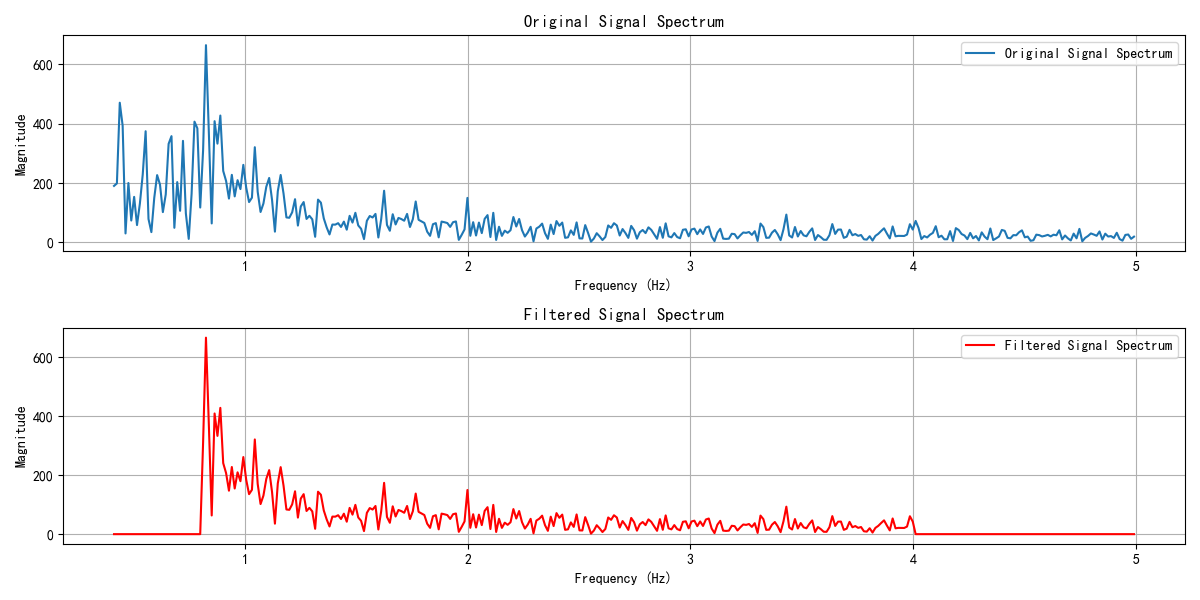 Original Signal Spectrum
Original Signal Spectrum
600
400
200
0
Magnitude
1
2
3
4
5
Frequency (Hz)
Filtered Signal Spectrum
Filtered Signal Spectrum
600
400
200
0
Magnitude
1
2
3
4
5
Frequency (Hz)